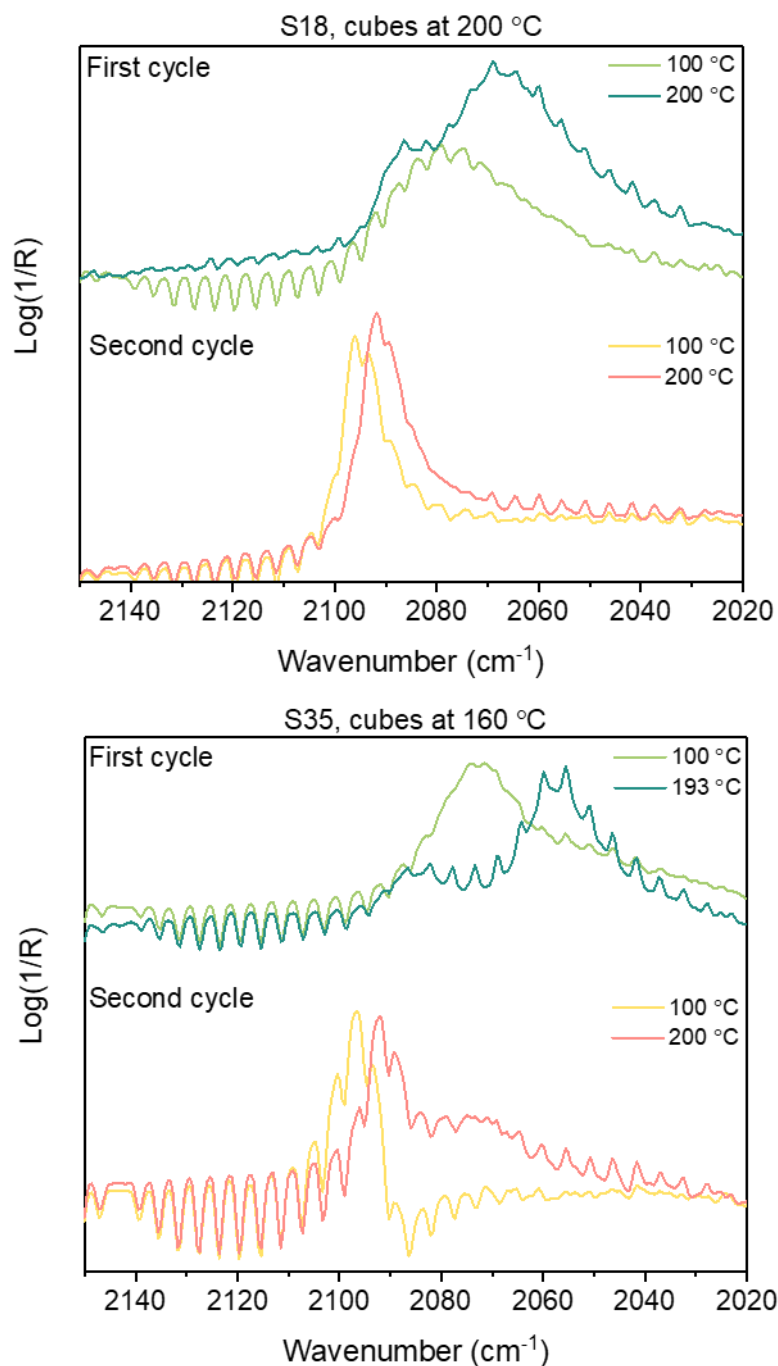 S18, cubes at 200 °C
First cycle
100 °C
200 °C
Second cycle
100 °C
200 °C
Log(1/R)
2140 2120 2100 2080 2060 2040 2020
Wavenumber (cm⁻¹)
S35, cubes at 160 °C
First cycle
100 °C
193 °C
Second cycle
100 °C
200 °C
Log(1/R)
2140 2120 2100 2080 2060 2040 2020
Wavenumber (cm⁻¹)